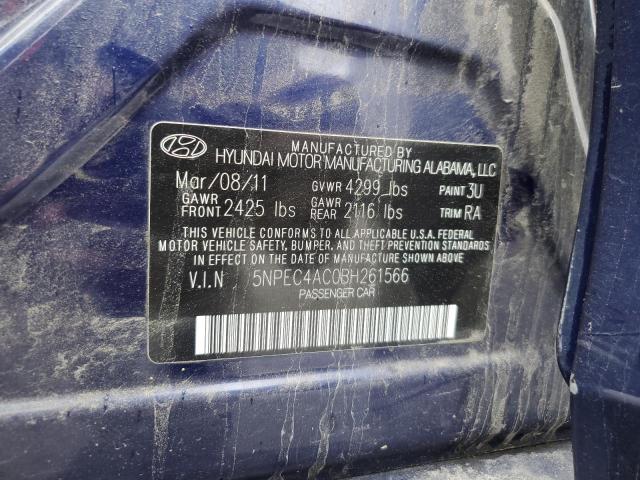 MANUFACTURED BY
HYUNDAI MOTOR MANUFACTURING ALABAMA, LLC
Mar/08/11 GVWR 4299 lbs PAINT 3U
GAWR FRONT 2425 lbs GAWR REAR 2116 lbs TRIM RA
THIS VEHICLE CONFORMS TO ALL APPLICABLE U.S.A. FEDERAL
MOTOR VEHICLE SAFETY, BUMPER, AND THEFT PREVENTION STANDARDS
IN EFFECT ON THE DATE OF MANUFACTURE SHOWN ABOVE.
V.I.N 5NPEC4AC0BH261566
PASSENGER CAR